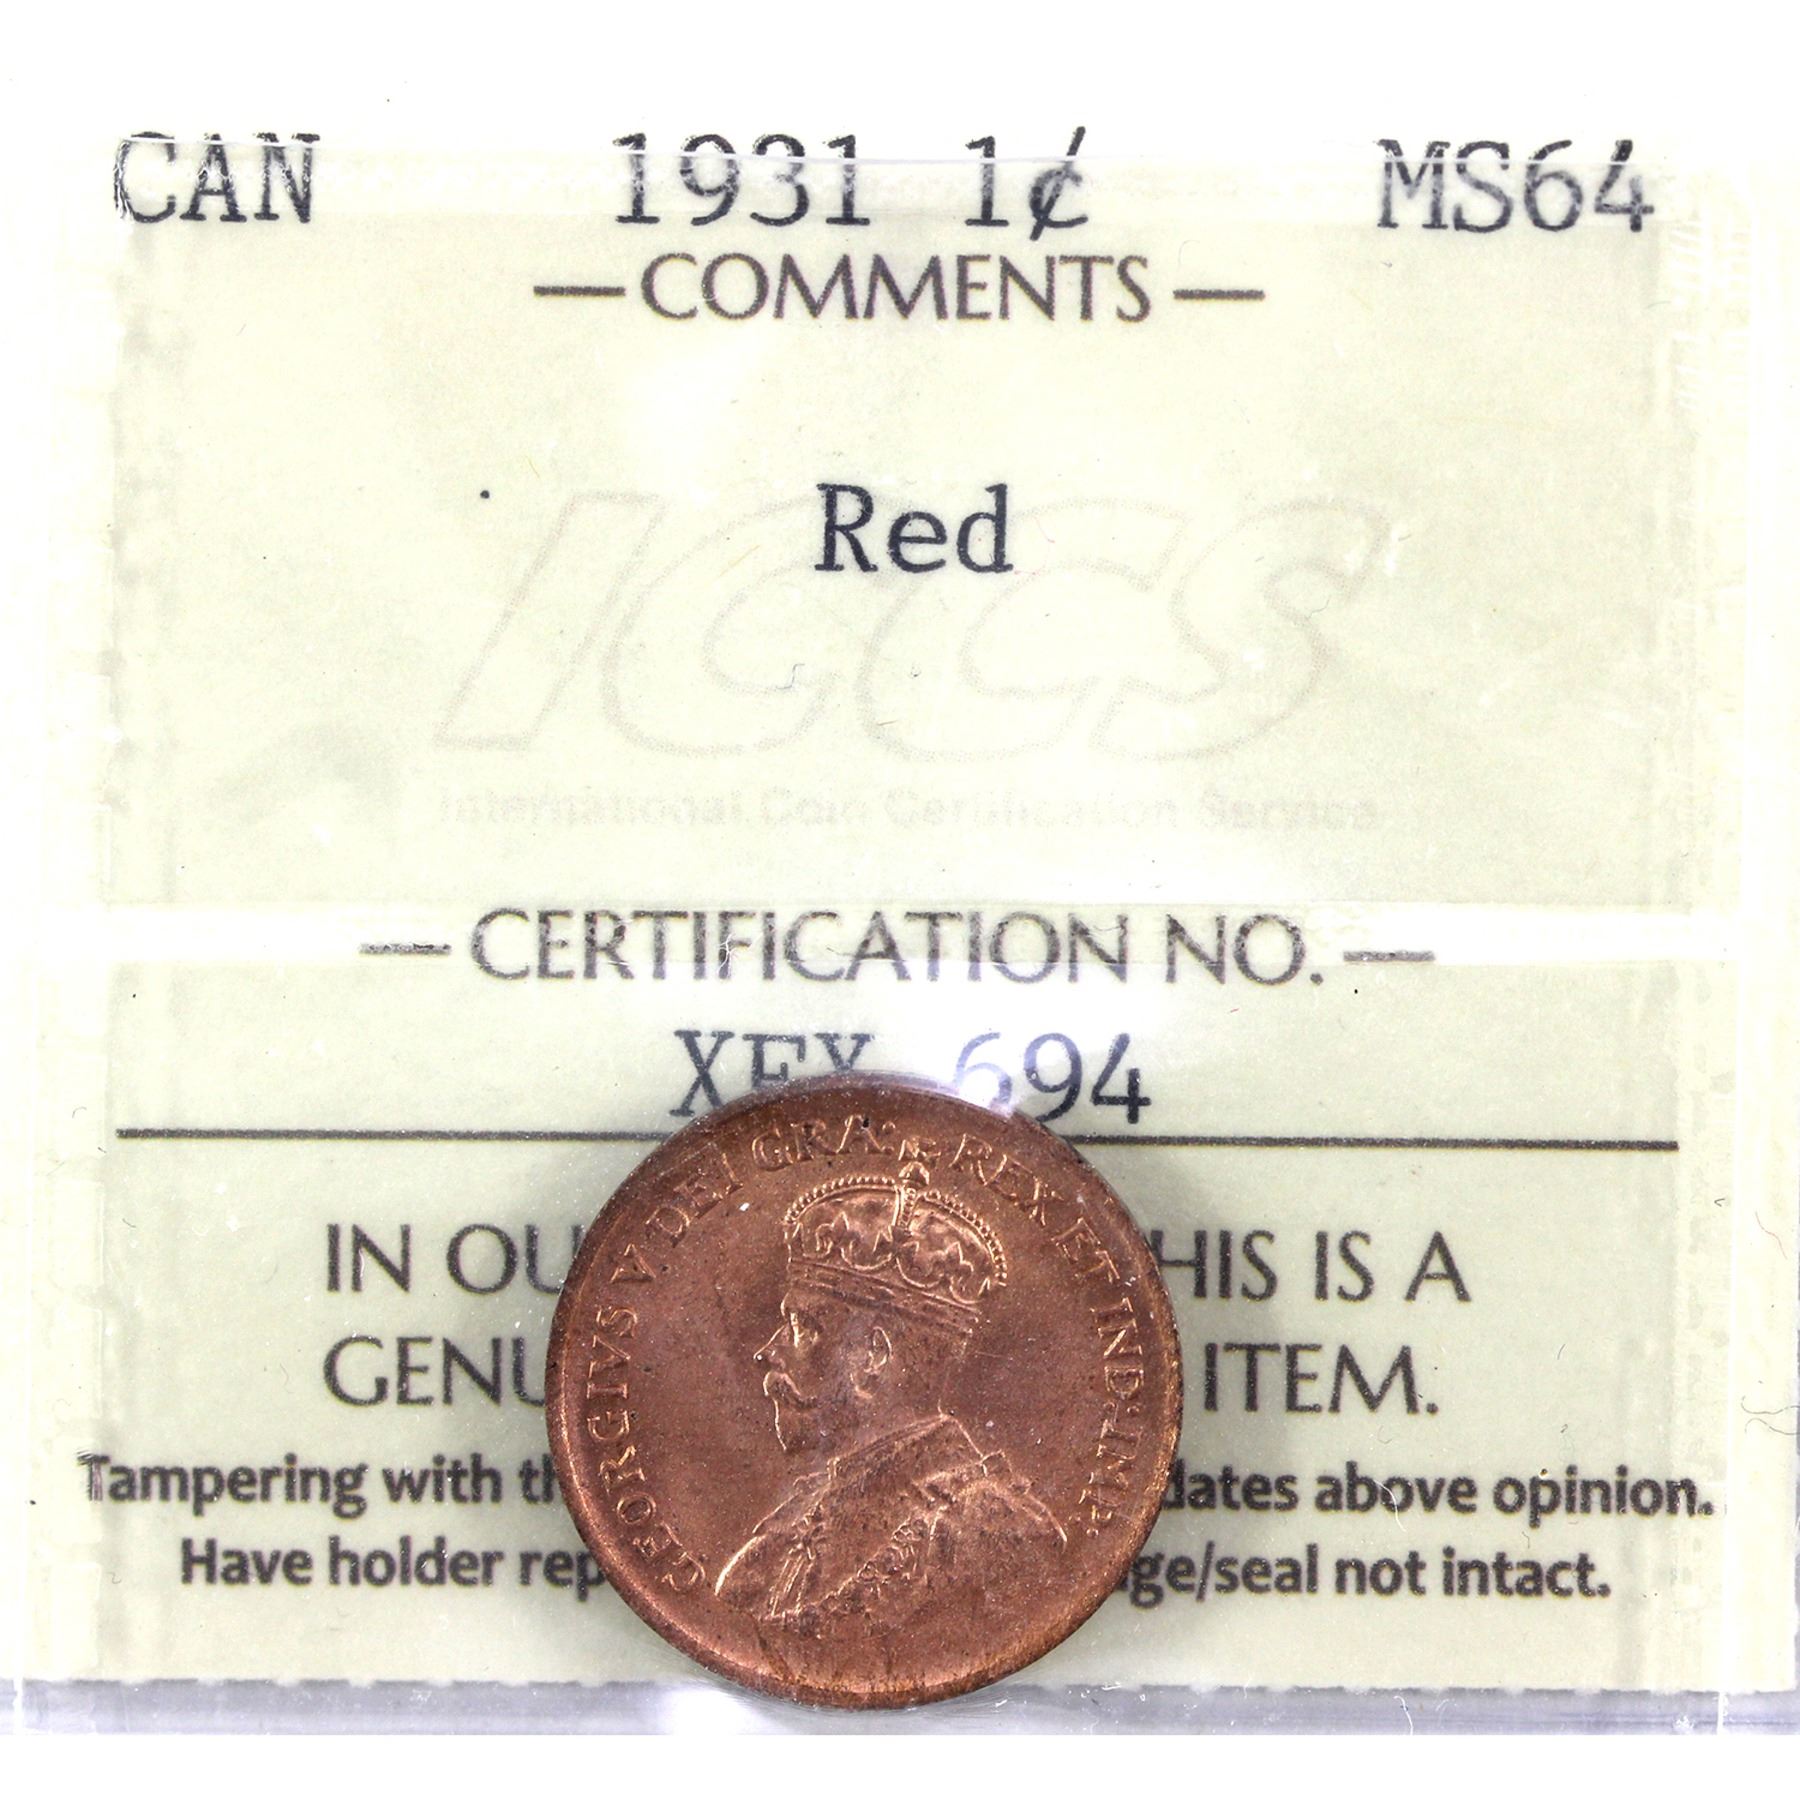 CAN 1931 1¢ MS64
COMMENTS
Red
ICCS
International Coin Certification Service
CERTIFICATION NO.
694
GEORGIVS V DEI GRA: REX ET IND: IMP:
IN OU HIS IS A
GENU ITEM.
Tampering with th dates above opinion.
Have holder rep ge/seal not intact.